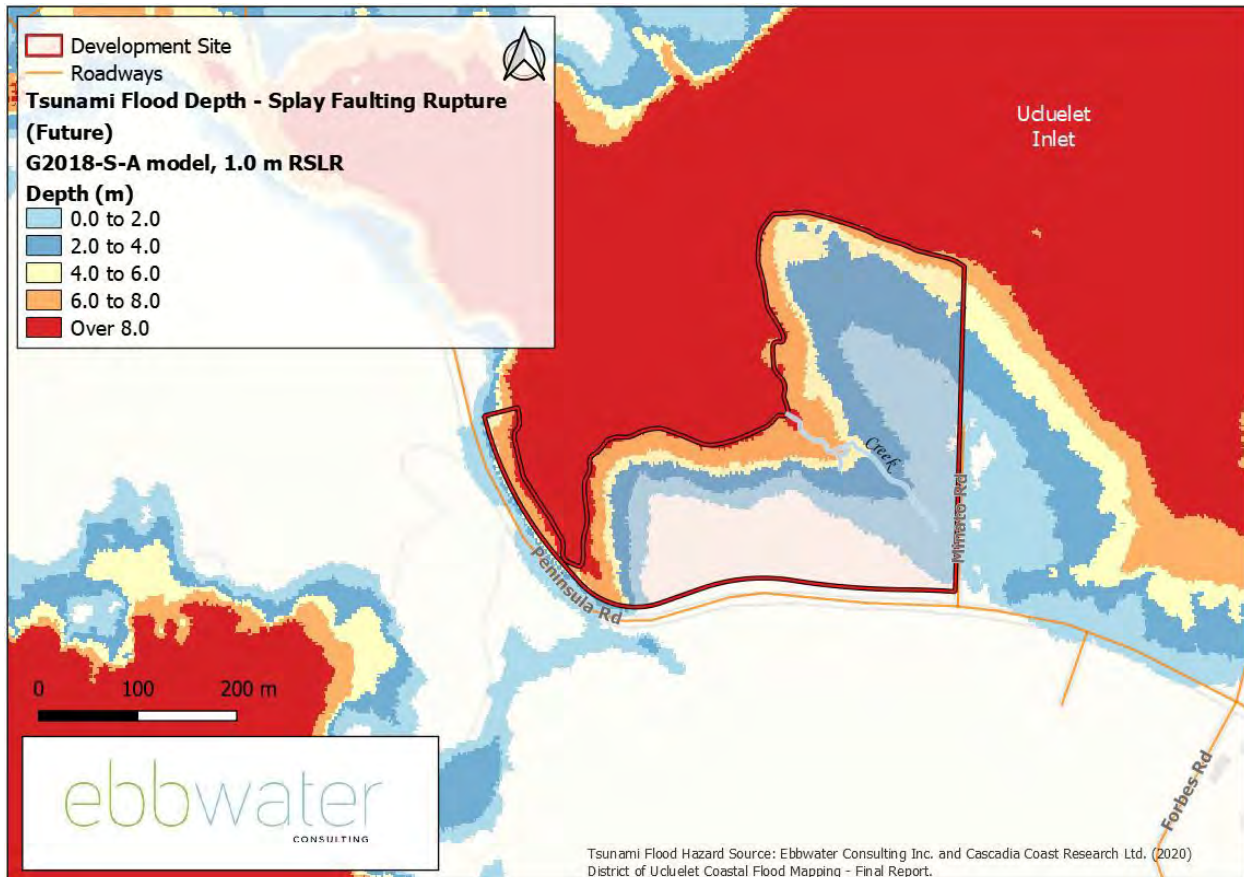 Development Site
Roadways
Tsunami Flood Depth - Splay Faulting Rupture
(Future)
G2018-S-A model, 1.0 m RSLR
Depth (m)
0.0 to 2.0
2.0 to 4.0
4.0 to 6.0
6.0 to 8.0
Over 8.0
Ucluelet
Inlet
Creek
Minato Rd
Peninsula Rd
Forbes Rd
0 100 200 m
ebbwater
CONSULTING
Tsunami Flood Hazard Source: Ebbwater Consulting Inc. and Cascadia Coast Research Ltd. (2020)
District of Ucluelet Coastal Flood Mapping - Final Report.